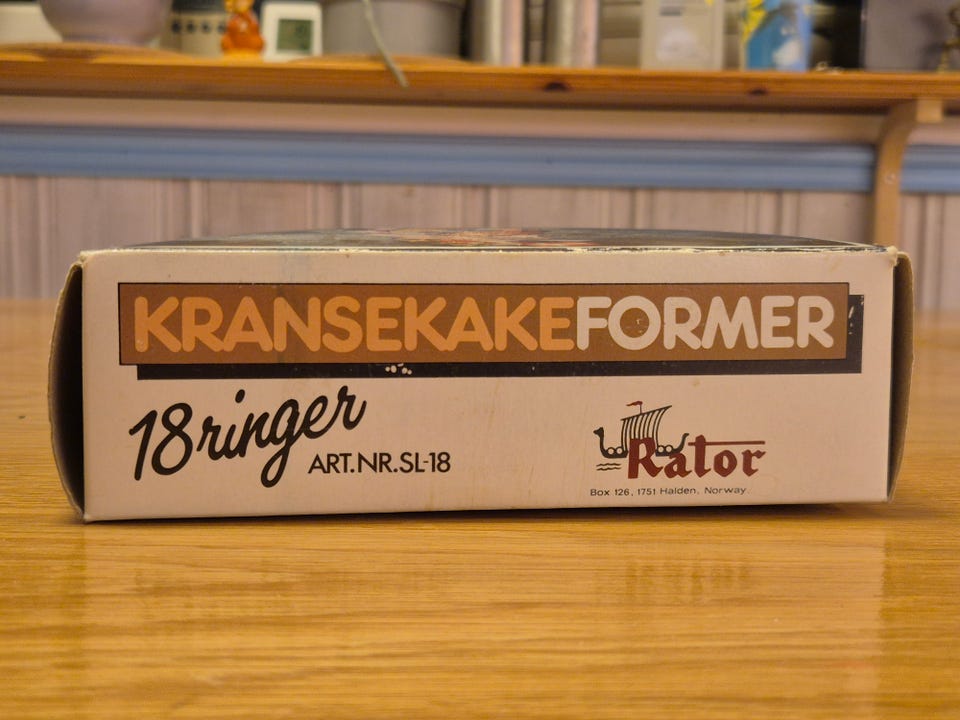 KRANSEKAKEFORMER
18 ringer
ART.NR.SL-18
Rator
Box 126, 1751 Halden, Norway